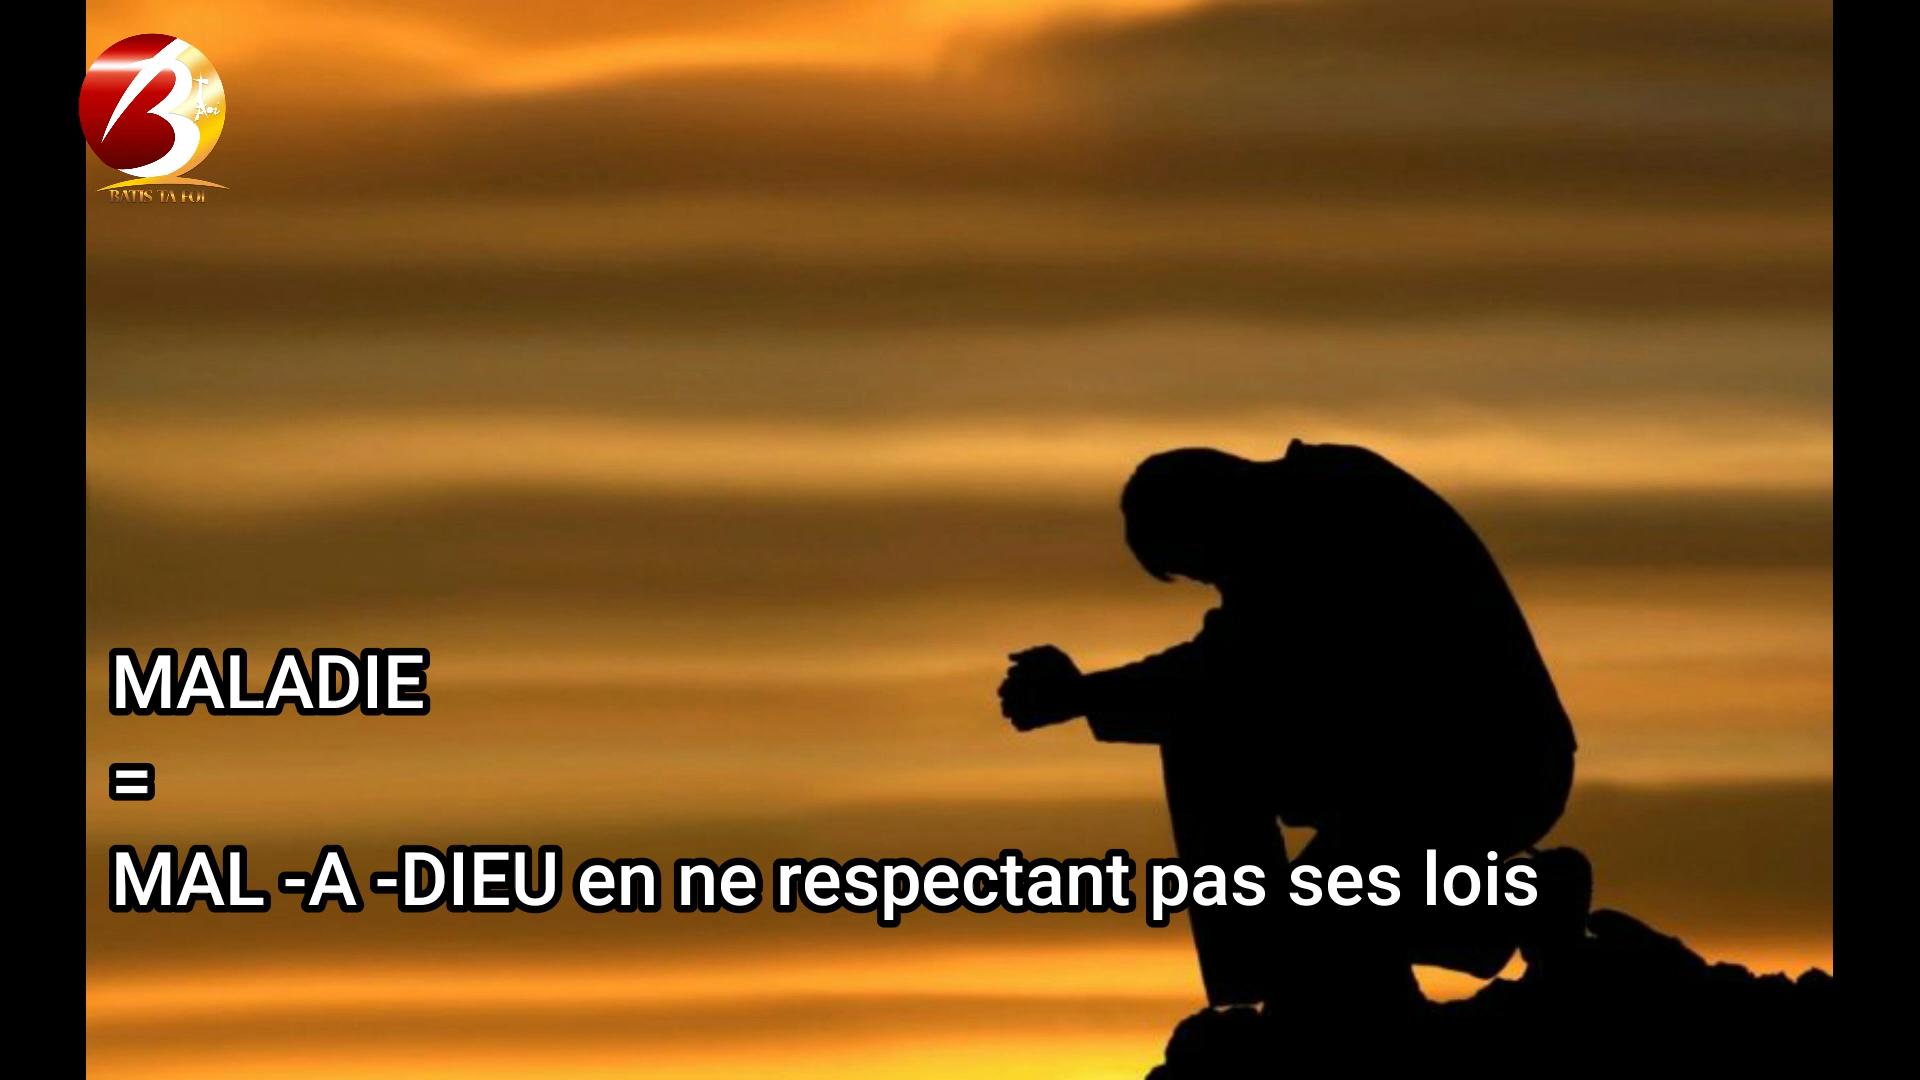 BATIS TA FOI
MALADIE
=
MAL -A -DIEU en ne respectant pas ses lois